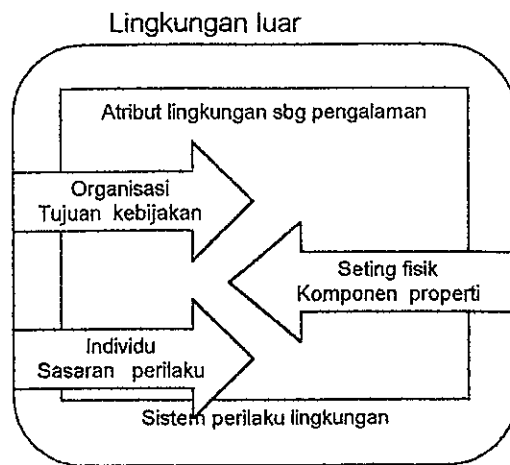 Lingkungan luar
Atribut lingkungan sbg pengalaman
Organisasi
Tujuan kebijakan
Seting fisik
Komponen properti
Individu
Sasaran perilaku
Sistem perilaku lingkungan